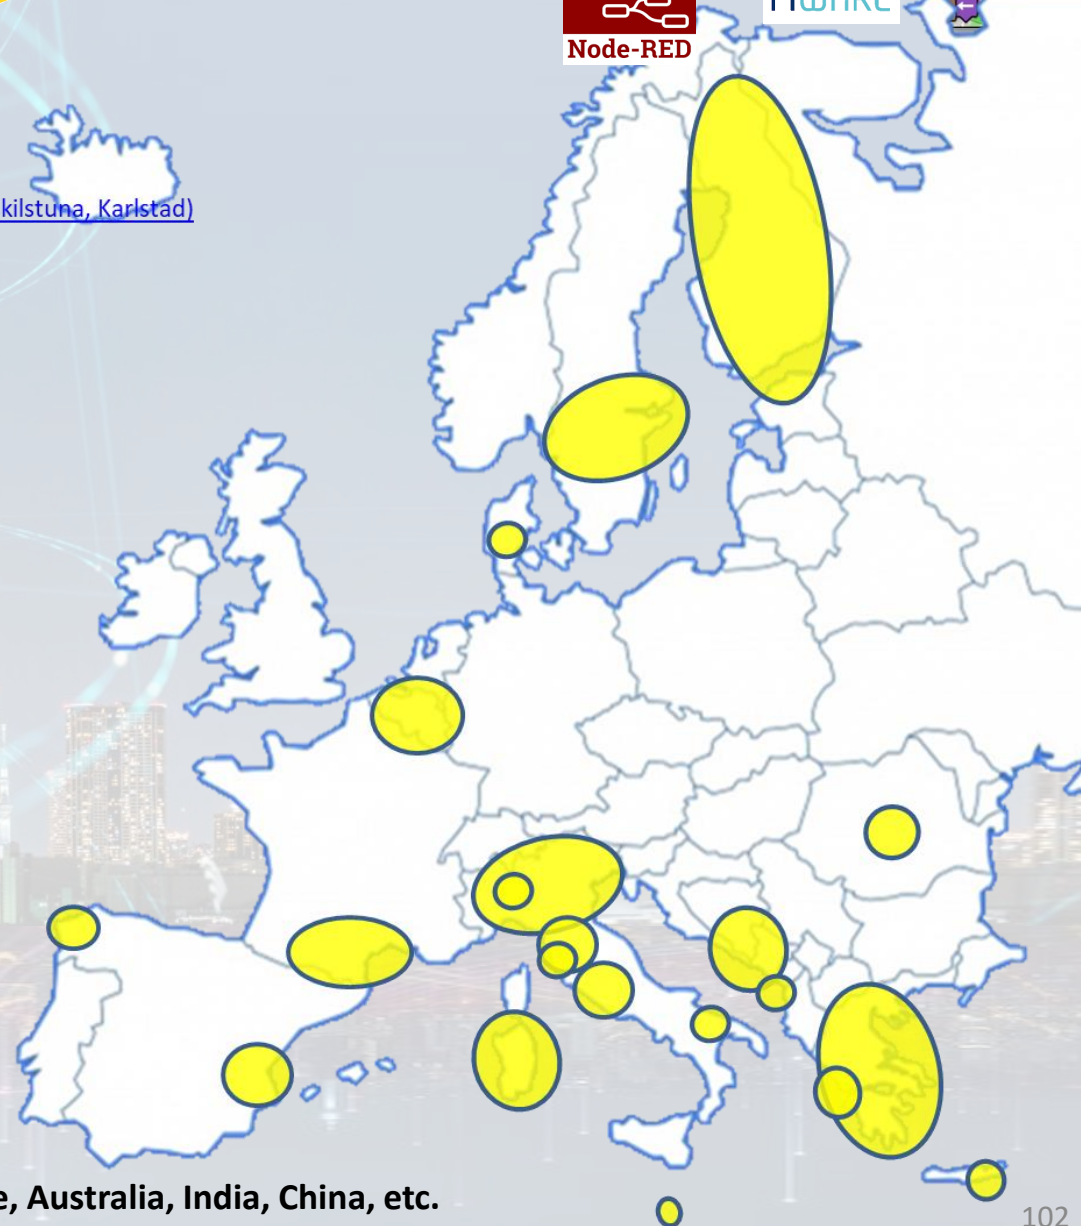 Node-RED
kilstuna, Karlstad)
e, Australia, India, China, etc.
102